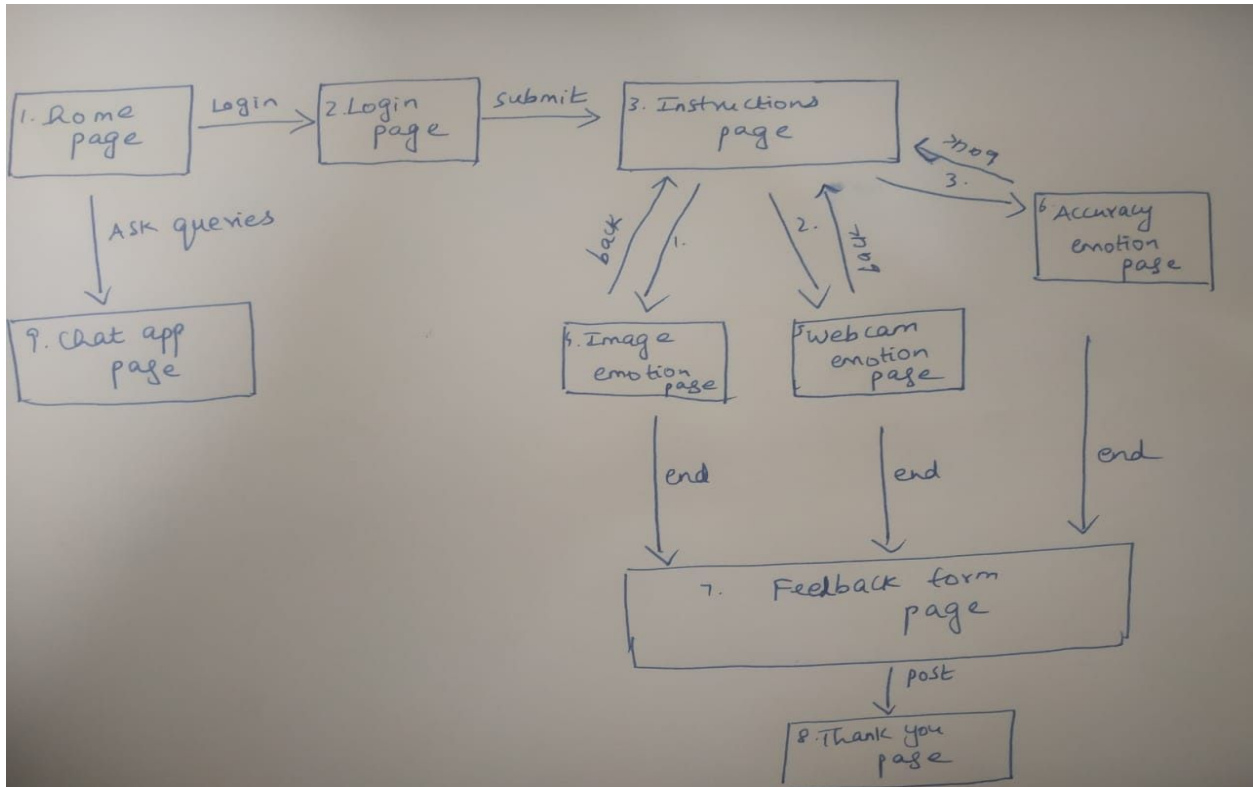 1. Home
page
Login
2. Login
page
submit
3. Instructions
page
back
1.
2.
back
3.
back
6 Accuracy
emotion
page
ASK queries
9. Chat app
page
4. Image
emotion
page
5 Webcam
emotion
page
end
end
end
7. Feedback form
page
post
8. Thank you
page